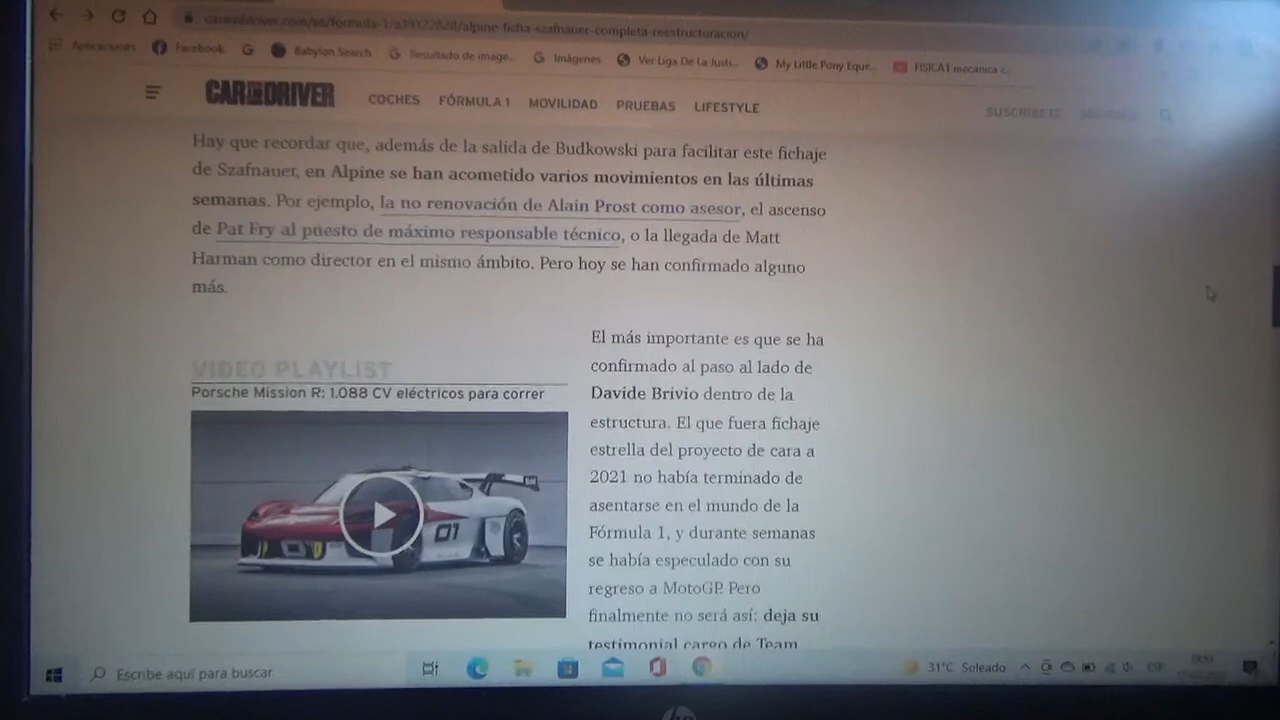 caranddriver.com/es/formula-1/a39122828/alpine-ficha-szafnauer-completa-reestructuracion/
Aplicaciones Facebook Babylon Search Resultado de image... Imágenes Ver Liga De La Justi... My Little Pony Eque... FISICA I mecanica c...
CAR AND DRIVER COCHES FÓRMULA 1 MOVILIDAD PRUEBAS LIFESTYLE SUSCRÍBETE
Hay que recordar que, además de la salida de Budkowski para facilitar este fichaje
de Szafnauer, en Alpine se han acometido varios movimientos en las últimas
semanas. Por ejemplo, la no renovación de Alain Prost como asesor, el ascenso
de Pat Fry al puesto de máximo responsable técnico, o la llegada de Matt
Harman como director en el mismo ámbito. Pero hoy se han confirmado alguno
más.
VIDEO PLAYLIST
Porsche Mission R: 1.088 CV eléctricos para correr
01
El más importante es que se ha
confirmado al paso al lado de
Davide Brivio dentro de la
estructura. El que fuera fichaje
estrella del proyecto de cara a
2021 no había terminado de
asentarse en el mundo de la
Fórmula 1, y durante semanas
se había especulado con su
regreso a MotoGP. Pero
finalmente no será así: deja su
testimonial cargo de Team
Escribe aquí para buscar 31°C Soleado ESP
hp